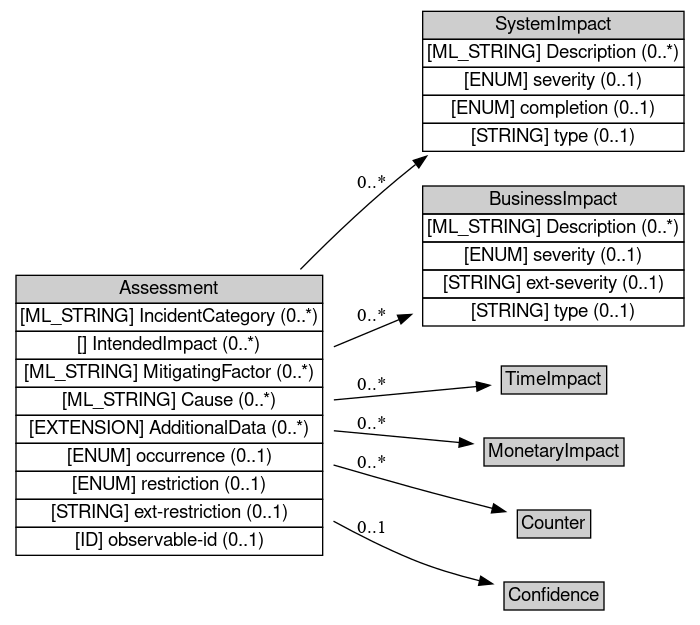 SystemImpact
[ML_STRING] Description (0..*)
[ENUM] severity (0..1)
[ENUM] completion (0..1)
[STRING] type (0..1)
0..*
BusinessImpact
[ML_STRING] Description (0..*)
[ENUM] severity (0..1)
[STRING] ext-severity (0..1)
[STRING] type (0..1)
Assessment
[ML_STRING] IncidentCategory (0..*)
[] IntendedImpact (0..*)
[ML_STRING] MitigatingFactor (0..*)
[ML_STRING] Cause (0..*)
[EXTENSION] AdditionalData (0..*)
[ENUM] occurrence (0..1)
[ENUM] restriction (0..1)
[STRING] ext-restriction (0..1)
[ID] observable-id (0..1)
0..*
0..*
TimeImpact
0..*
MonetaryImpact
0..*
Counter
0..1
Confidence